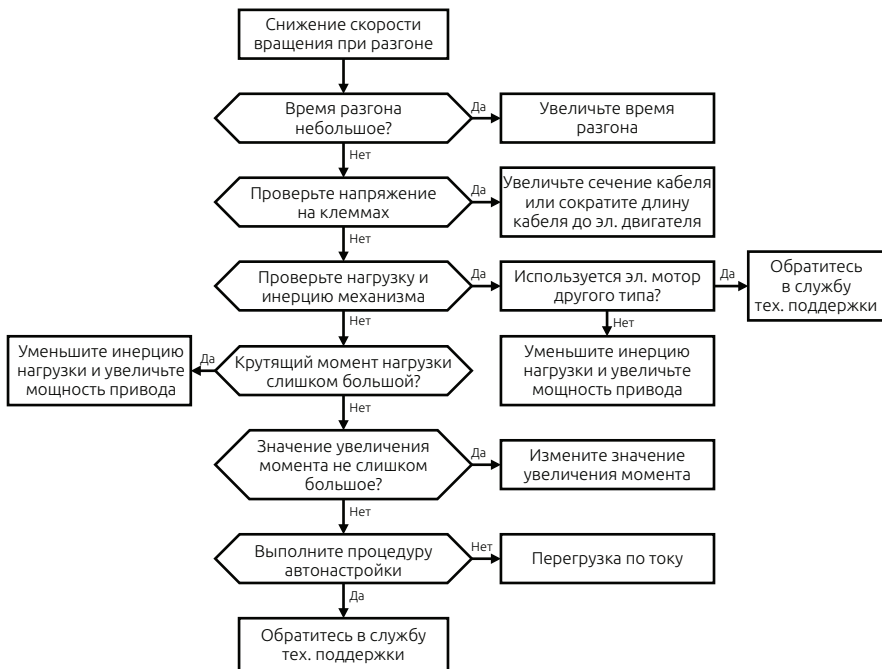 Снижение скорости
вращения при разгоне
Время разгона
небольшое?
Да
Увеличьте время
разгона
Нет
Проверьте напряжение
на клеммах
Да
Увеличьте сечение кабеля
или сократите длину
кабеля до эл. двигателя
Нет
Проверьте нагрузку и
инерцию механизма
Да
Используется эл. мотор
другого типа?
Да
Обратитесь
в службу
тех. поддержки
Нет
Нет
Уменьшите инерцию
нагрузки и увеличьте
мощность привода
Да
Крутящий момент нагрузки
слишком большой?
Уменьшите инерцию
нагрузки и увеличьте
мощность привода
Нет
Значение увеличения
момента не слишком
большое?
Да
Измените значение
увеличения момента
Нет
Выполните процедуру
автонастройки
Нет
Перегрузка по току
Да
Обратитесь в службу
тех. поддержки